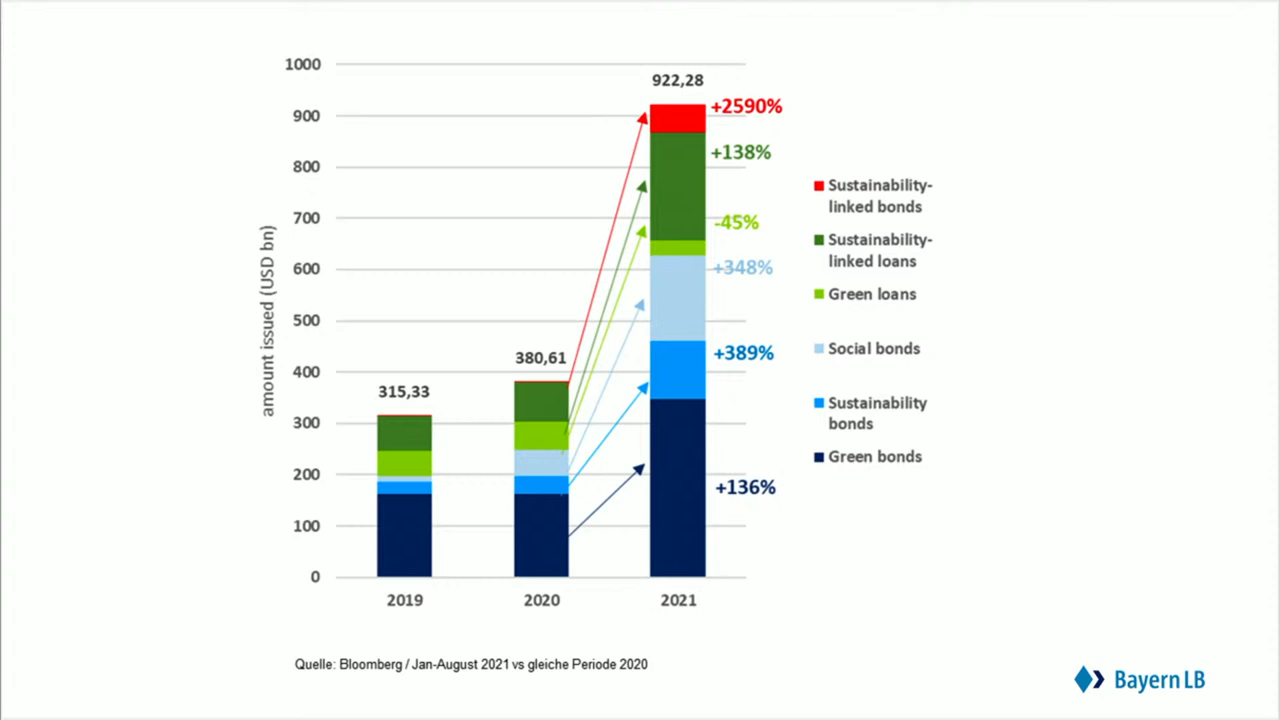 1000
900
800
700
600
500
400
300
200
100
0
amount issued (USD bn)
315,33
380,61
922,28
2019
2020
2021
+2590%
+138%
-45%
+348%
+389%
+136%
Sustainability-
linked bonds
Sustainability-
linked loans
Green loans
Social bonds
Sustainability
bonds
Green bonds
Quelle: Bloomberg / Jan-August 2021 vs gleiche Periode 2020
Bayern LB